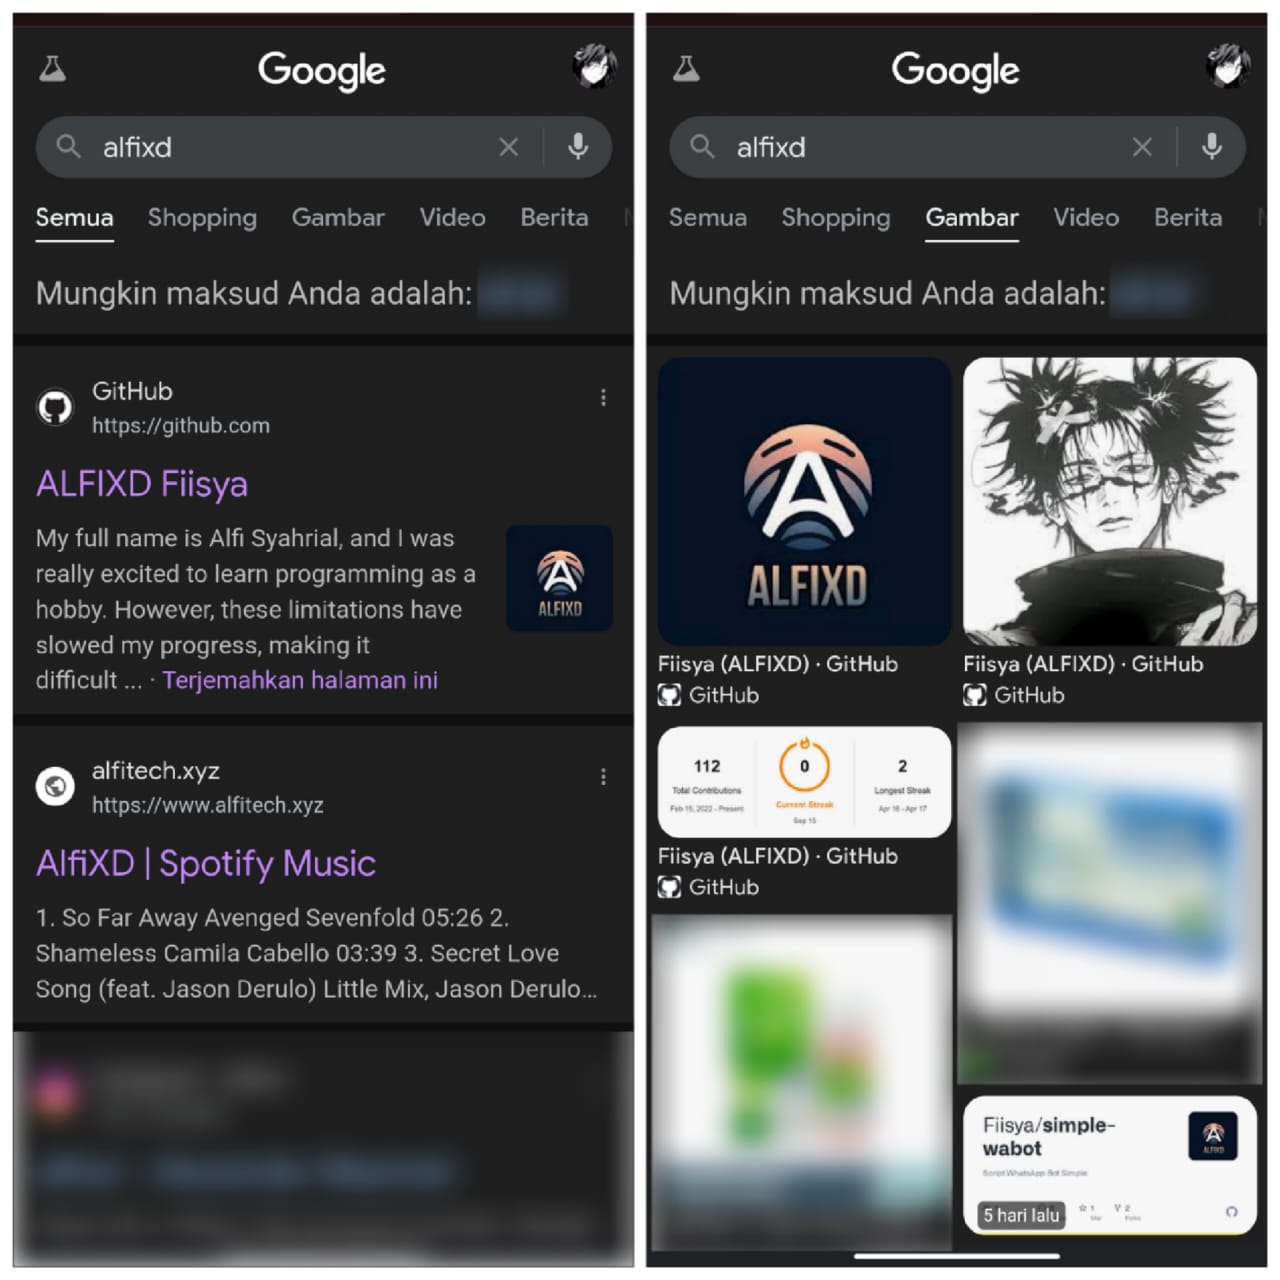 Google
alfixd
Semua Shopping Gambar Video Berita
Mungkin maksud Anda adalah:
GitHub
https://github.com
ALFIXD Fiisya
My full name is Alfi Syahrial, and I was
really excited to learn programming as a
hobby. However, these limitations have
slowed my progress, making it
difficult ... · Terjemahkan halaman ini
ALFIXD
alfitech.xyz
https://www.alfitech.xyz
AlfiXD | Spotify Music
1. So Far Away Avenged Sevenfold 05:26 2.
Shameless Camila Cabello 03:39 3. Secret Love
Song (feat. Jason Derulo) Little Mix, Jason Derulo...
Google
alfixd
Semua Shopping Gambar Video Berita
Mungkin maksud Anda adalah:
ALFIXD
Fiisya (ALFIXD) · GitHub
GitHub
Fiisya (ALFIXD) · GitHub
GitHub
112
Total Contributions
Feb 15, 2022 - Present
0
Current Streak
Sep 15
2
Longest Streak
Apr 16 - Apr 17
Fiisya (ALFIXD) · GitHub
GitHub
Fiisya/simple-
wabot
Script WhatsApp Bot Simple
ALFIXD
5 hari lalu
1
Star
2
Forks